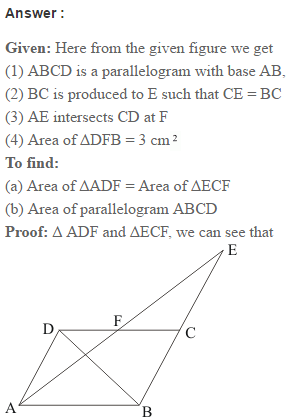 Answer :
Given: Here from the given figure we get
(1) ABCD is a parallelogram with base AB,
(2) BC is produced to E such that CE = BC
(3) AE intersects CD at F
(4) Area of ΔDFB = 3 cm²
To find:
(a) Area of ΔADF = Area of ΔECF
(b) Area of parallelogram ABCD
Proof: Δ ADF and ΔECF, we can see that
E
D F C
A B